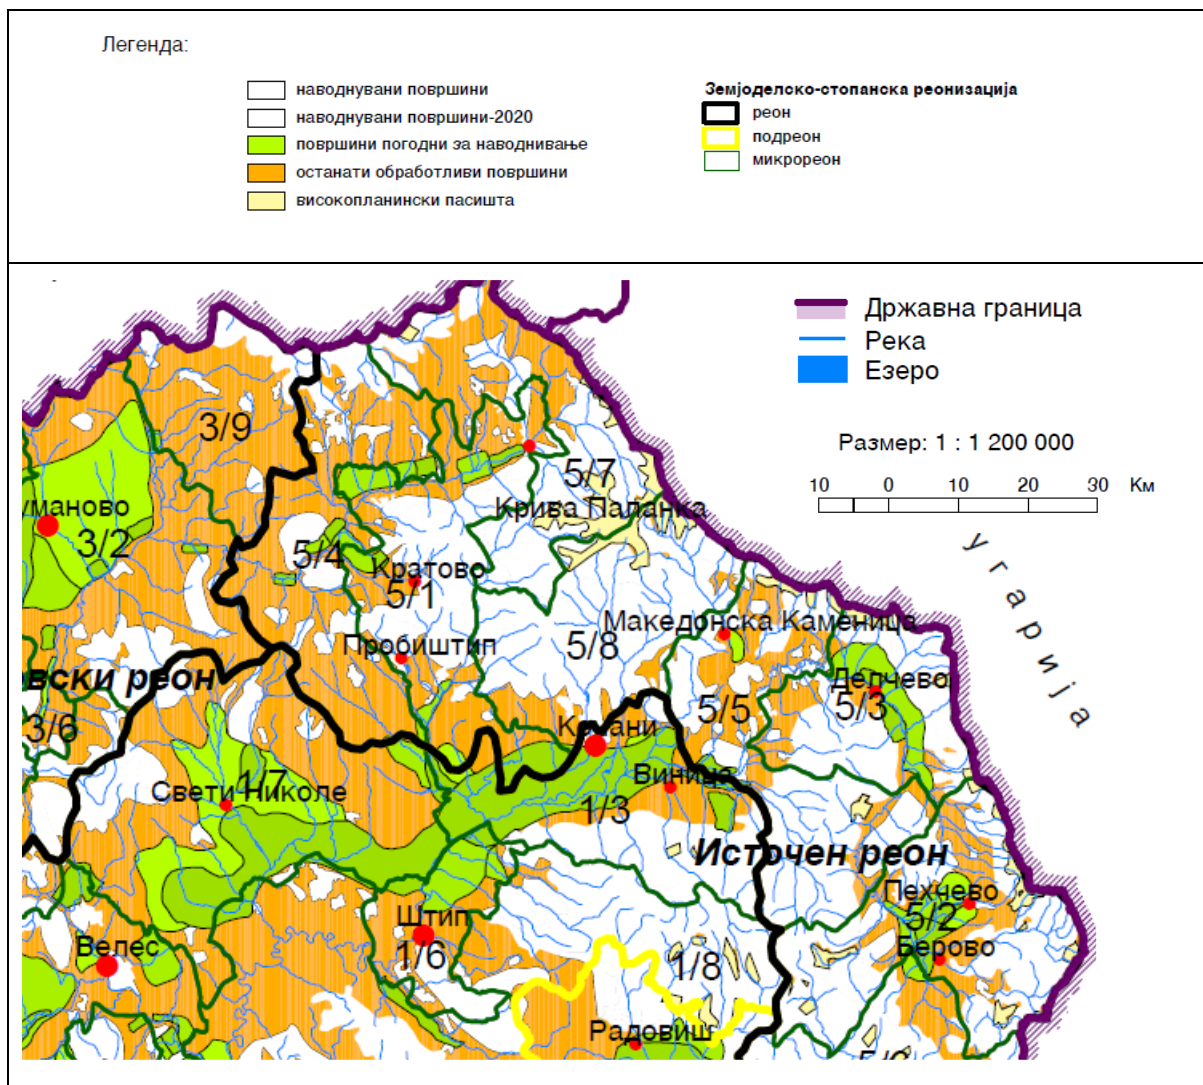 Легенда:
наводнувани површини
наводнувани површини-2020
површини погодни за наводнивање
останати обработливи површини
високопланински пасишта
Земјоделско-стопанска реонизација
реон
подреон
микрореон
Државна граница
Река
Езеро
Размер: 1 : 1 200 000
10 0 10 20 30 Км
3/9
5/7
Крива Паланка
уманово
3/2
5/4
Кратово
5/1
угарија
Македонска Каменица
Пробиштип
5/8
вски реон
Делчево
5/3
5/5
3/6
Кочани
1/7
Свети Николе
Виница
1/3
Источен реон
Пехчево
5/2
Штип
Велес
1/6
Берово
1/8
Радовиш